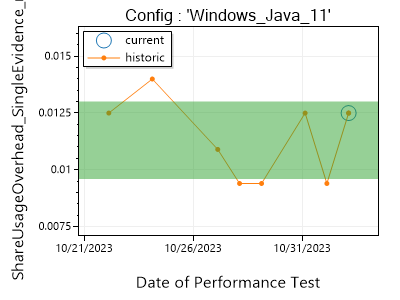 Config : 'Windows_Java_11'
current
historic
0.015
0.0125
0.01
0.0075
10/21/2023
10/26/2023
10/31/2023
Date of Performance Test
ShareUsageOverhead_SingleEvidence_